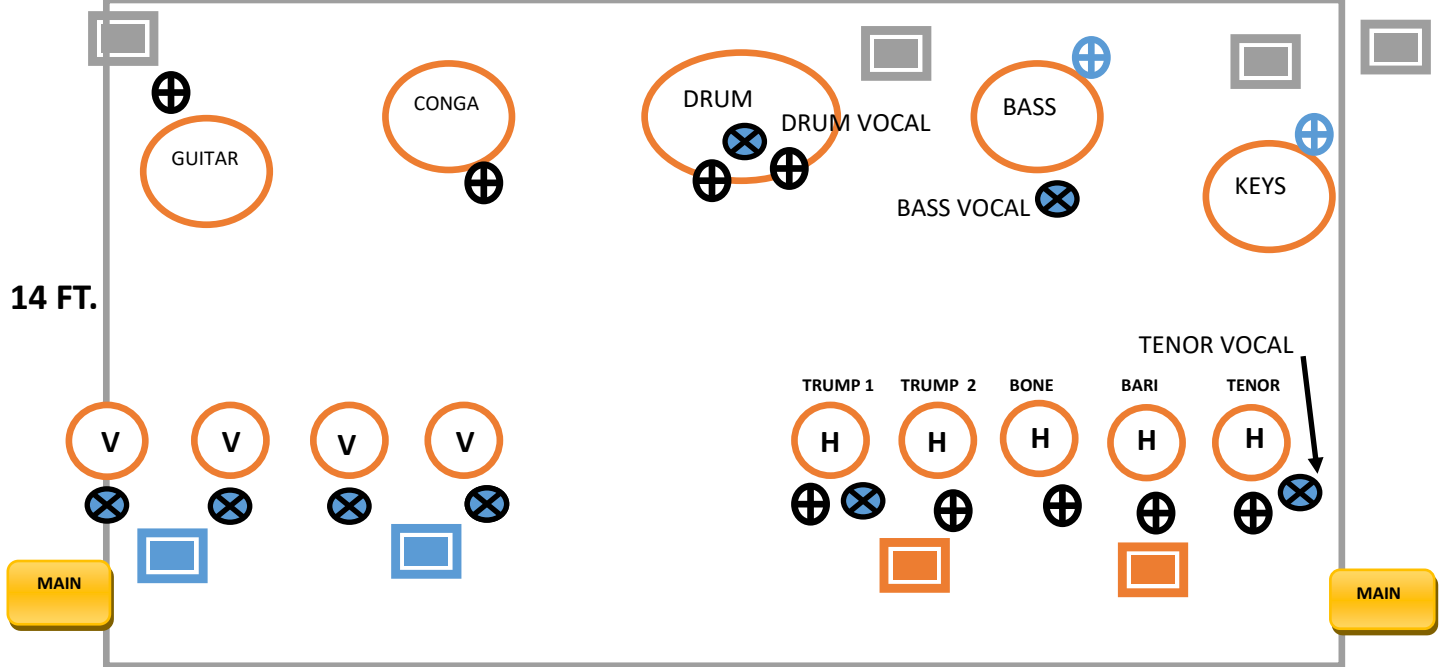 CONGA
DRUM
DRUM VOCAL
BASS
GUITAR
KEYS
BASS VOCAL
14 FT.
TENOR VOCAL
TRUMP 1
TRUMP 2
BONE
BARI
TENOR
V
V
V
V
H
H
H
H
H
MAIN
MAIN